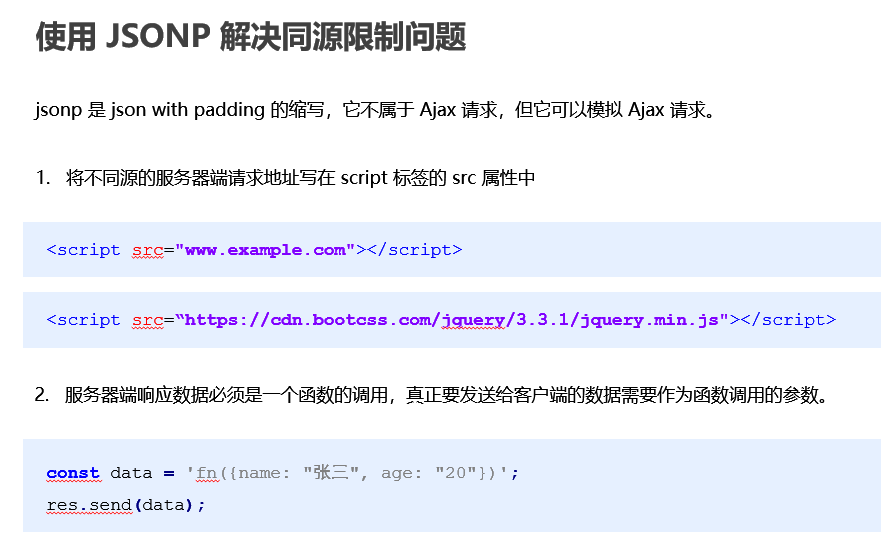 使用 JSONP 解决同源限制问题
jsonp 是 json with padding 的缩写，它不属于 Ajax 请求，但它可以模拟 Ajax 请求。
1. 将不同源的服务器端请求地址写在 script 标签的 src 属性中
<script src="www.example.com"></script>
<script src=“https://cdn.bootcss.com/jquery/3.3.1/jquery.min.js"></script>
2. 服务器端响应数据必须是一个函数的调用，真正要发送给客户端的数据需要作为函数调用的参数。
const data = 'fn({name: "张三", age: "20"})';
res.send(data);